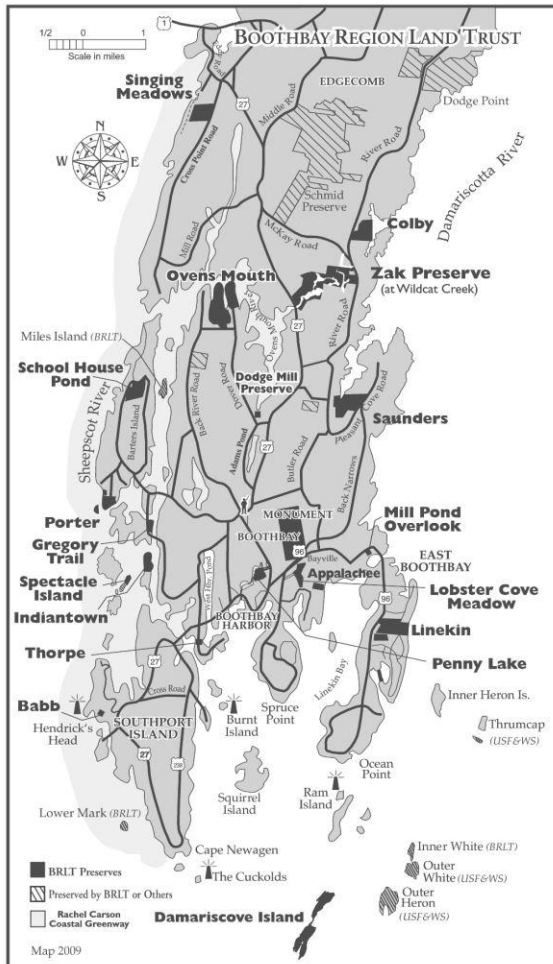 1
1/2 0 1
Scale in miles
BOOTHBAY REGION LAND TRUST
EDGECOMB
Dodge Point
Singing
Meadows
27
Middle Road
River Road
Cross Point Road
N
W E
S
Schmid
Preserve
Damariscotta River
Mill Road
McKay Road
Colby
Ovens Mouth
Zak Preserve
(at Wildcat Creek)
Ovens Mouth River
27
River Road
Miles Island (BRLT)
School House
Pond
Dodge Mill
Preserve
Back River Road
Dover Road
Sheepscot River
Barters Island
Adams Pond
Butler Road
Pleasant Cove Road
Saunders
Back Narrows
Porter
MONUMENT
BOOTHBAY
Mill Pond
Overlook
Gregory
Trail
96
Bayville
EAST
BOOTHBAY
Spectacle
Island
Appalachee
Lobster Cove
Meadow
West Hbr. Pond
Indiantown
BOOTHBAY
HARBOR
96
Linekin
Thorpe
27
Penny Lake
Cross Road
Linekin Bay
Babb
Hendrick's
Head
Burnt
Island
Spruce
Point
Inner Heron Is.
SOUTHPORT
ISLAND
Thrumcap
(USF&WS)
27
238
Ocean
Point
Squirrel
Island
Ram
Island
Lower Mark (BRLT)
Cape Newagen
The Cuckolds
Inner White (BRLT)
Outer
White (USF&WS)
Outer
Heron
(USF&WS)
BRLT Preserves
Preserved by BRLT or Others
Rachel Carson
Coastal Greenway
Damariscove Island
Map 2009